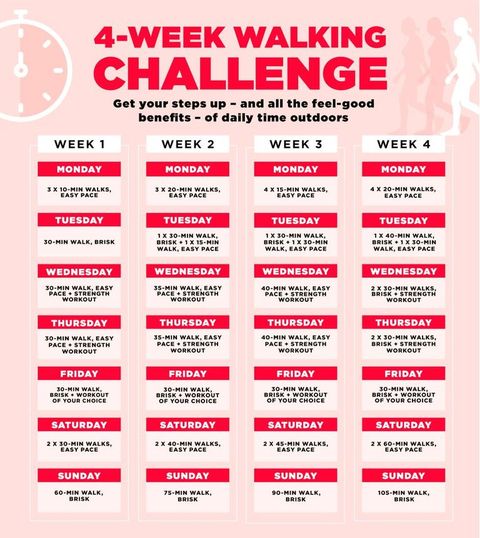 4-WEEK WALKING
CHALLENGE
Get your steps up – and all the feel-good
benefits – of daily time outdoors
WEEK 1
MONDAY
3 X 10-MIN WALKS,
EASY PACE
TUESDAY
30-MIN WALK, BRISK
WEDNESDAY
30-MIN WALK, EASY
PACE + STRENGTH
WORKOUT
THURSDAY
30-MIN WALK, EASY
PACE + STRENGTH
WORKOUT
FRIDAY
30-MIN WALK,
BRISK + WORKOUT
OF YOUR CHOICE
SATURDAY
2 X 30-MIN WALKS,
EASY
SUNDAY
60-MIN WALK,
BRISK
WEEK 2
MONDAY
3 X 20-MIN WALKS,
EASY PACE
TUESDAY
1 X 30-MIN WALK,
BRISK + 1 X 15-MIN
WALK, EASY PACE
WEDNESDAY
35-MIN WALK, EASY
PACE + STRENGTH
WORKOUT
THURSDAY
35-MIN WALK, EASY
PACE + STRENGTH
WORKOUT
FRIDAY
30-MIN WALK,
BRISK + WORKOUT
OF YOUR CHOICE
SATURDAY
2 X 40-MIN WALKS,
EASY
SUNDAY
75-MIN WALK,
BRISK
WEEK 3
MONDAY
4 X 15-MIN WALKS,
EASY PACE
TUESDAY
1 X 30-MIN WALK,
BRISK + 1 X 30-MIN
WALK, EASY PACE
WEDNESDAY
40-MIN WALK, EASY
PACE + STRENGTH
WORKOUT
THURSDAY
40-MIN WALK, EASY
PACE + STRENGTH
WORKOUT
FRIDAY
30-MIN WALK,
BRISK + WORKOUT
OF YOUR CHOICE
SATURDAY
2 X 45-MIN WALKS,
EASY
SUNDAY
90-MIN WALK,
BRISK
WEEK 4
MONDAY
4 X 20-MIN WALKS,
EASY PACE
TUESDAY
1 X 40-MIN WALK,
BRISK + 1 X 30-MIN
WALK, EASY PACE
WEDNESDAY
2 X 30-MIN WALKS,
BRISK + STRENGTH
WORKOUT
THURSDAY
2 X 30-MIN WALKS,
BRISK + STRENGTH
WORKOUT
FRIDAY
30-MIN WALK,
BRISK + WORKOUT
OF YOUR CHOICE
SATURDAY
2 X 60-MIN WALKS,
EASY
SUNDAY
105-MIN WALK,
BRISK